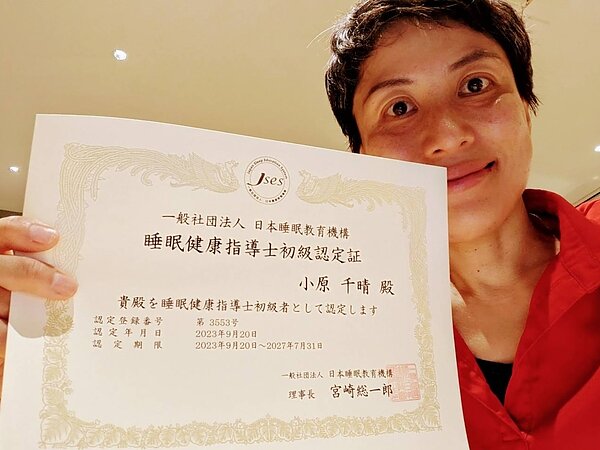 Jses
一般社団法人 日本睡眠教育機構
睡眠健康指導士初級認定証
小原 千晴 殿
貴殿を睡眠健康指導士初級者として認定します
認定登録番号 第 3553号
認定年月日 2023年9月20日
認定期限 2023年9月20日~2027年7月31日
一般社団法人 日本睡眠教育機構
理事長 宮崎総一郎